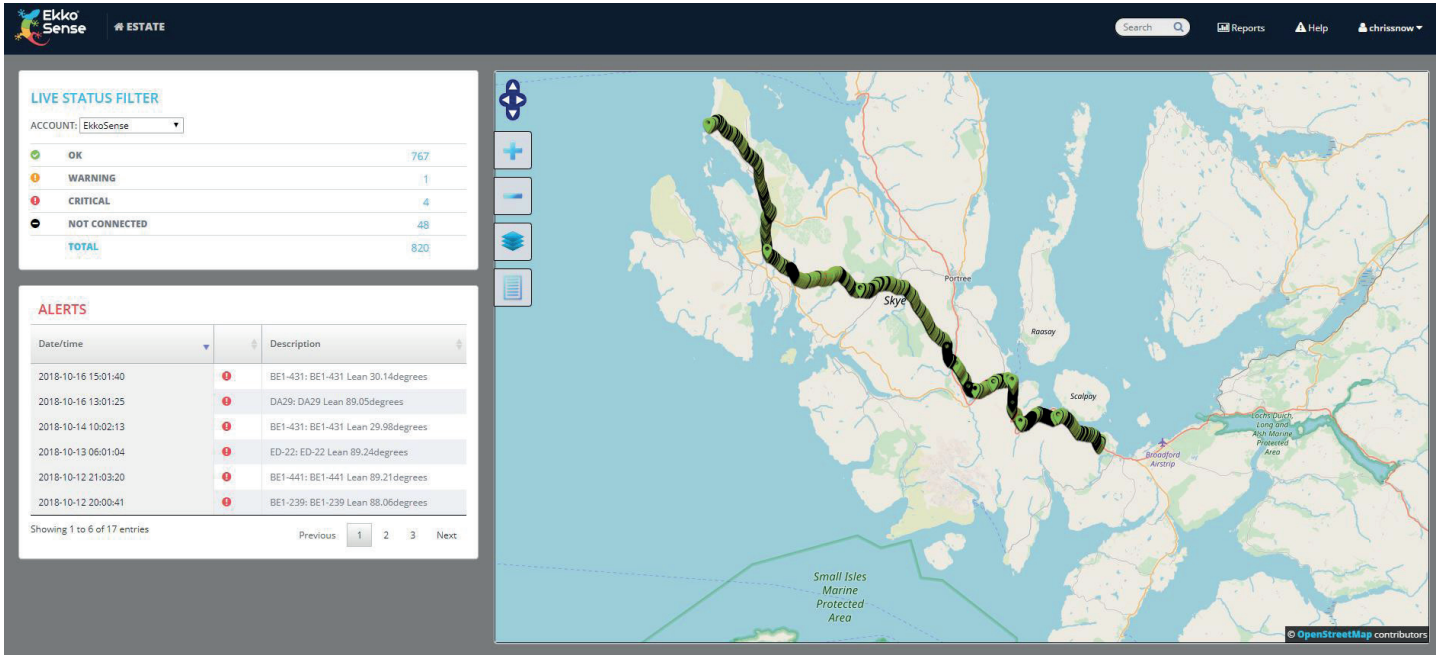 Ekko
Sense
ESTATE
Search
Reports
Help
chrissnow
LIVE STATUS FILTER
ACCOUNT: EkkoSense
OK 767
WARNING 1
CRITICAL 4
NOT CONNECTED 48
TOTAL 820
ALERTS
Date/time Description
2018-10-16 15:01:40 BE1-431: BE1-431 Lean 30.14degrees
2018-10-16 13:01:25 DA29: DA29 Lean 89.05degrees
2018-10-14 10:02:13 BE1-431: BE1-431 Lean 29.98degrees
2018-10-13 06:01:04 ED-22: ED-22 Lean 89.24degrees
2018-10-12 21:03:20 BE1-441: BE1-441 Lean 89.21degrees
2018-10-12 20:00:41 BE1-239: BE1-239 Lean 88.06degrees
Showing 1 to 6 of 17 entries
Previous 1 2 3 Next
Portree
Skye
Raasay
Scalpay
Lochs Duich,
Long and
Alsh Marine
Protected
Area
Broadford
Airstrip
Small Isles
Marine
Protected
Area
© OpenStreetMap contributors